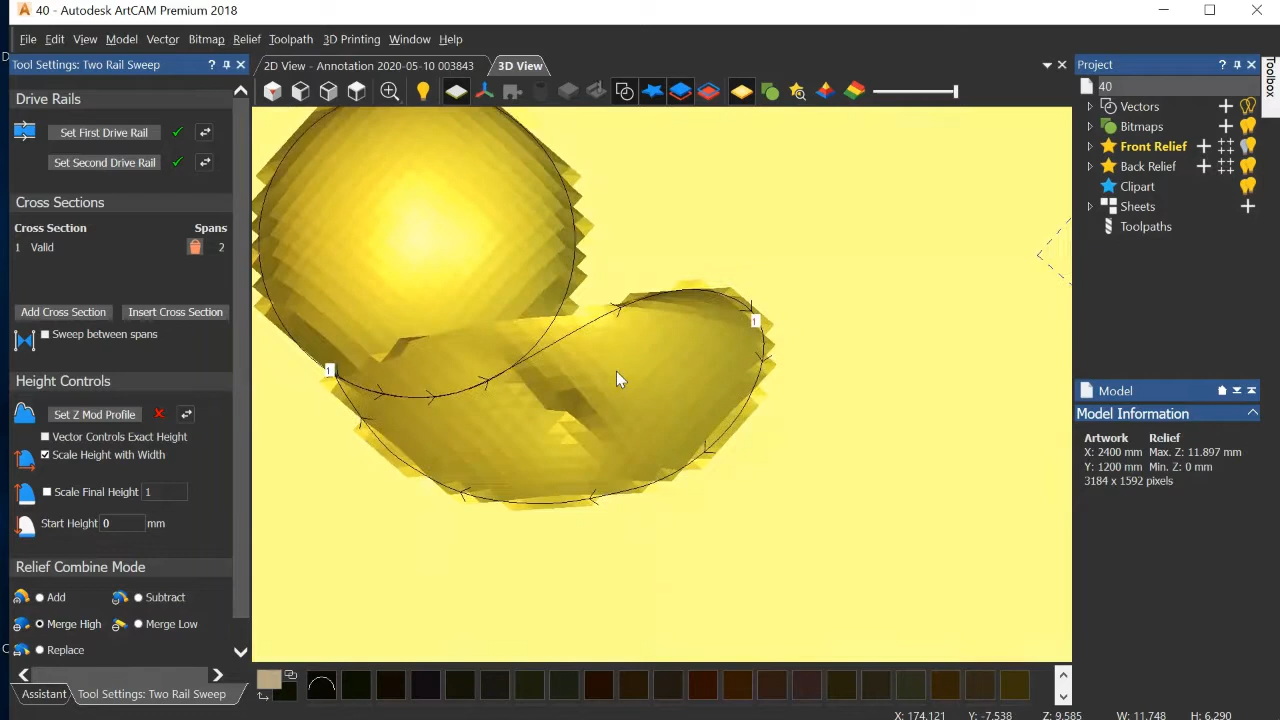 40 - Autodesk ArtCAM Premium 2018
File Edit View Model Vector Bitmap Relief Toolpath 3D Printing Window Help
Tool Settings: Two Rail Sweep
Drive Rails
Set First Drive Rail
Set Second Drive Rail
Cross Sections
Cross Section Spans
1 Valid 2
Add Cross Section Insert Cross Section
Sweep between spans
Height Controls
Set Z Mod Profile
Vector Controls Exact Height
Scale Height with Width
Scale Final Height 1
Start Height 0 mm
Relief Combine Mode
Add Subtract
Merge High Merge Low
Replace
Assistant Tool Settings: Two Rail Sweep
2D View - Annotation 2020-05-10 003843 3D View
1
1
Project
40
Vectors
Bitmaps
Front Relief
Back Relief
Clipart
Sheets
Toolpaths
Toolbox
Model
Model Information
Artwork Relief
X: 2400 mm Max. Z: 11.897 mm
Y: 1200 mm Min. Z: 0 mm
3184 x 1592 pixels
X: 174.121 Y: -7.538 Z: 9.585 W: 11.748 H: 6.290